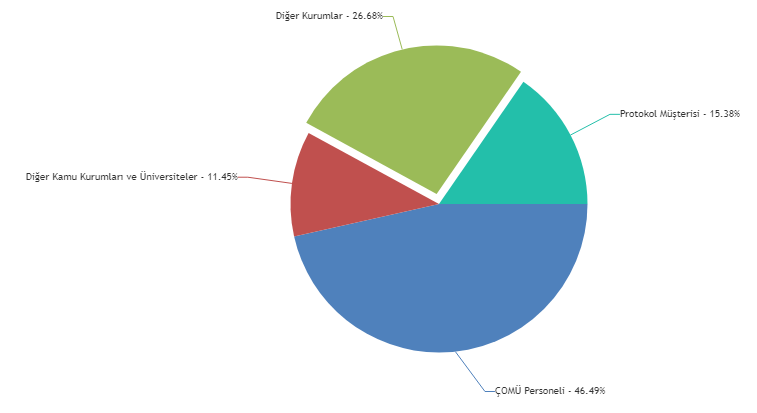 Diğer Kurumlar - 26.68%
Protokol Müşterisi - 15.38%
Diğer Kamu Kurumları ve Üniversiteler - 11.45%
ÇOMÜ Personeli - 46.49%